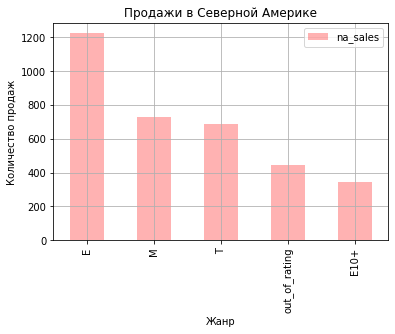 Продажи в Северной Америке
na_sales
Количество продаж
1200
1000
800
600
400
200
0
E
M
T
out_of_rating
E10+
Жанр